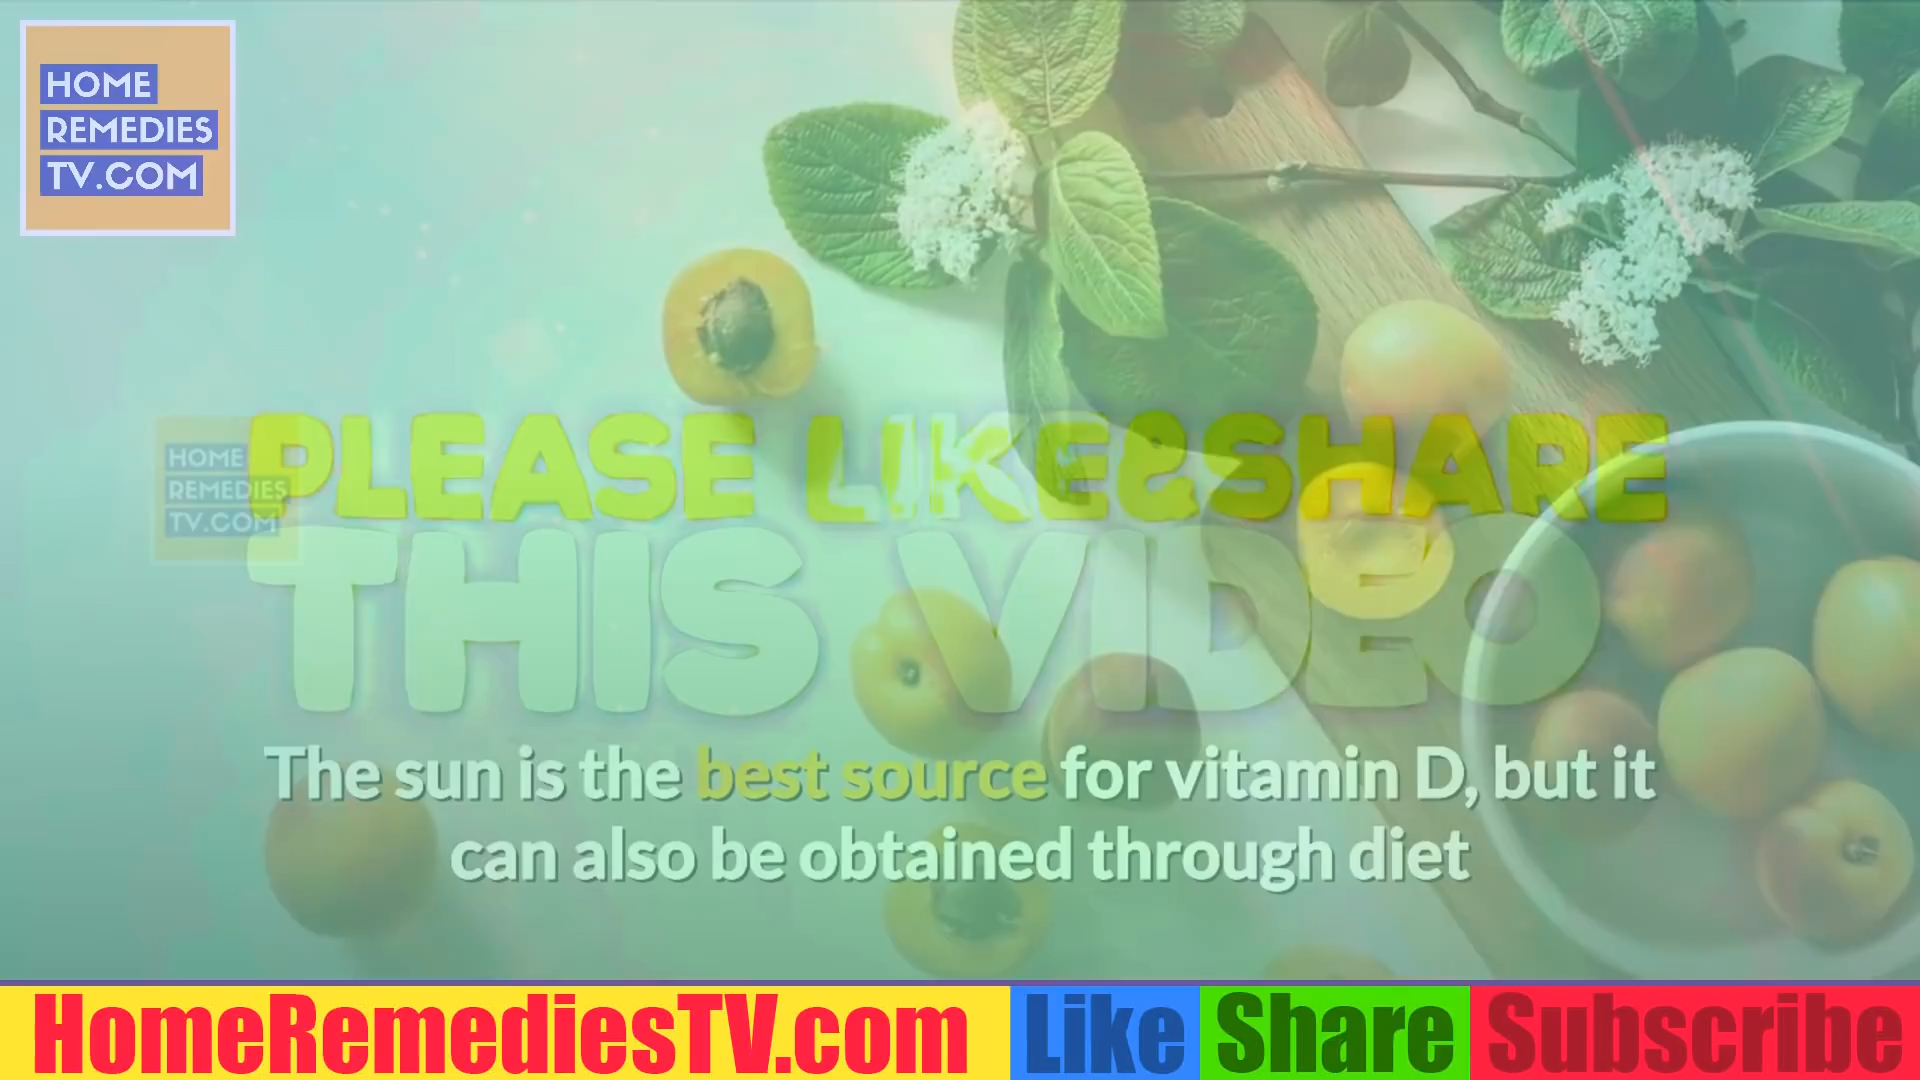 HOME
REMEDIES
TV.COM
PLEASE LIKE&SHARE
HOME
REMEDIES
TV.COM
THIS VIDEO
The sun is the best source for vitamin D, but it
can also be obtained through diet
HomeRemediesTV.com Like Share Subscribe